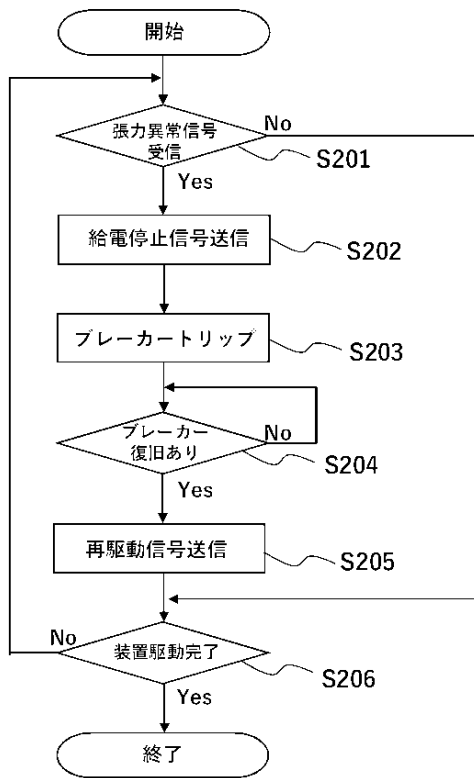 開始
張力異常信号
受信
No
S201
Yes
給電停止信号送信
S202
ブレーカートリップ
S203
ブレーカー
復旧あり
No
S204
Yes
再駆動信号送信
S205
No
装置駆動完了
S206
Yes
終了